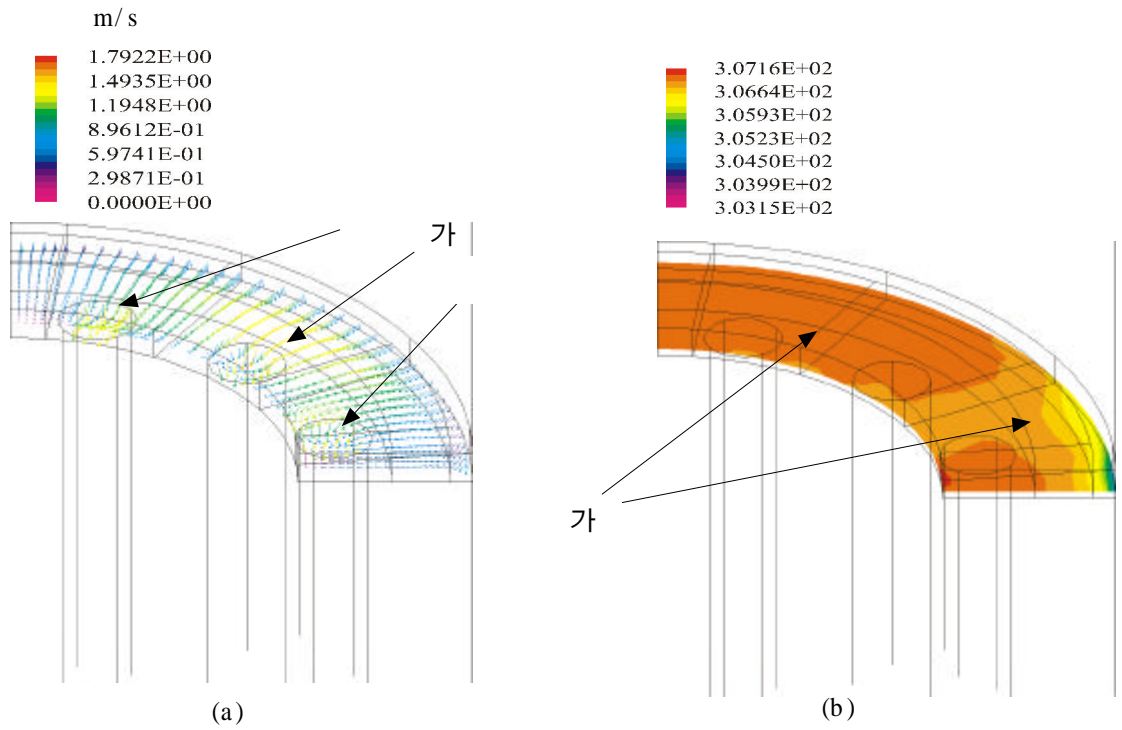 m/s
1.7922E+00
1.4935E+00
1.1948E+00
8.9612E-01
5.9741E-01
2.9871E-01
0.0000E+00
가
(a)
3.0716E+02
3.0664E+02
3.0593E+02
3.0523E+02
3.0450E+02
3.0399E+02
3.0315E+02
가
(b)